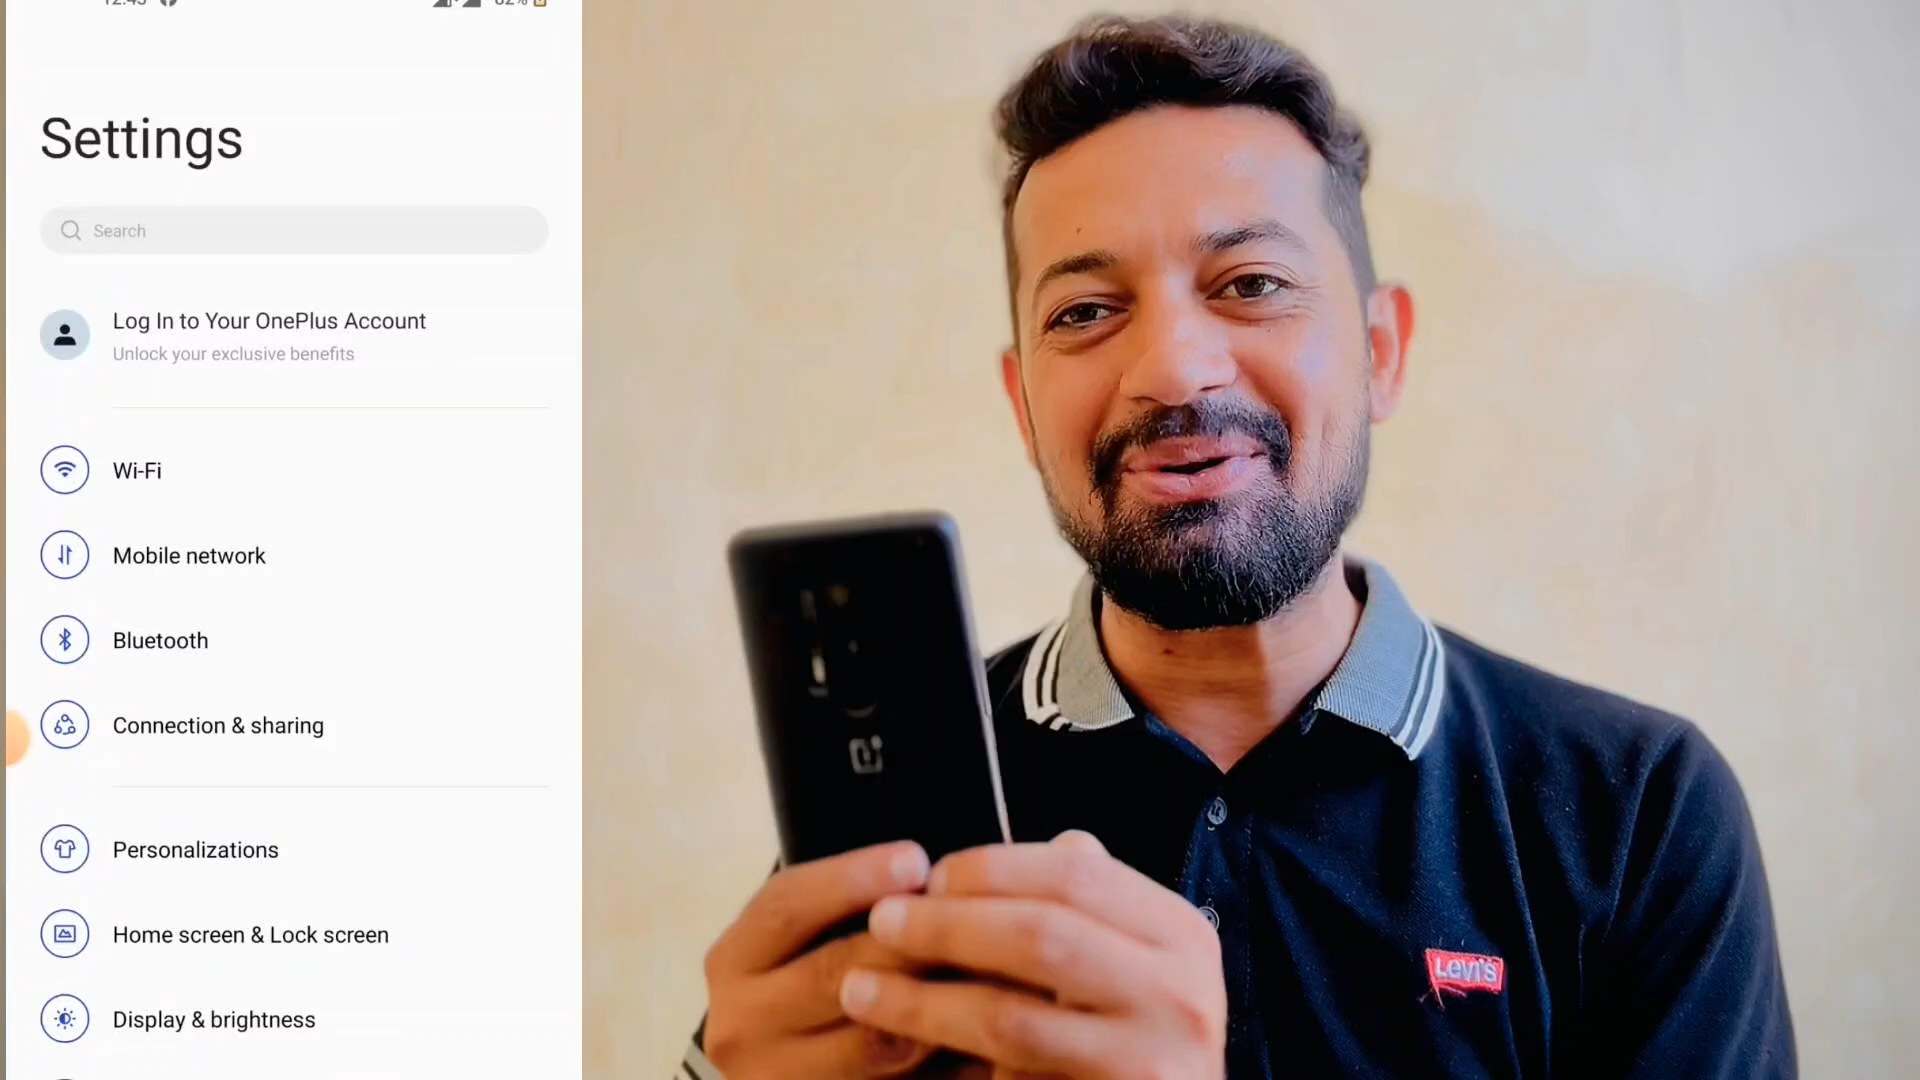 Settings
Search
Log In to Your OnePlus Account
Unlock your exclusive benefits
Wi-Fi
Mobile network
Bluetooth
Connection & sharing
Personalizations
Home screen & Lock screen
Display & brightness
Levi's